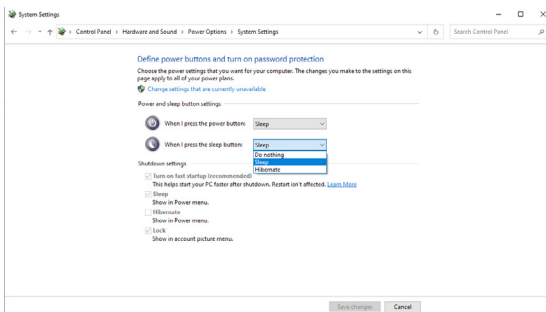 System Settings
Control Panel > Hardware and Sound > Power Options > System Settings
Search Control Panel
Define power buttons and turn on password protection
Choose the power settings that you want for your computer. The changes you make to the settings on this
page apply to all of your power plans.
Change settings that are currently unavailable
Power and sleep button settings
When I press the power button: Sleep
When I press the sleep button: Sleep
Do nothing
Sleep
Hibernate
Shutdown settings
Turn on fast startup (recommended)
This helps start your PC faster after shutdown. Restart isn't affected. Learn More
Sleep
Show in Power menu.
Hibernate
Show in Power menu.
Lock
Show in account picture menu.
Save changes Cancel